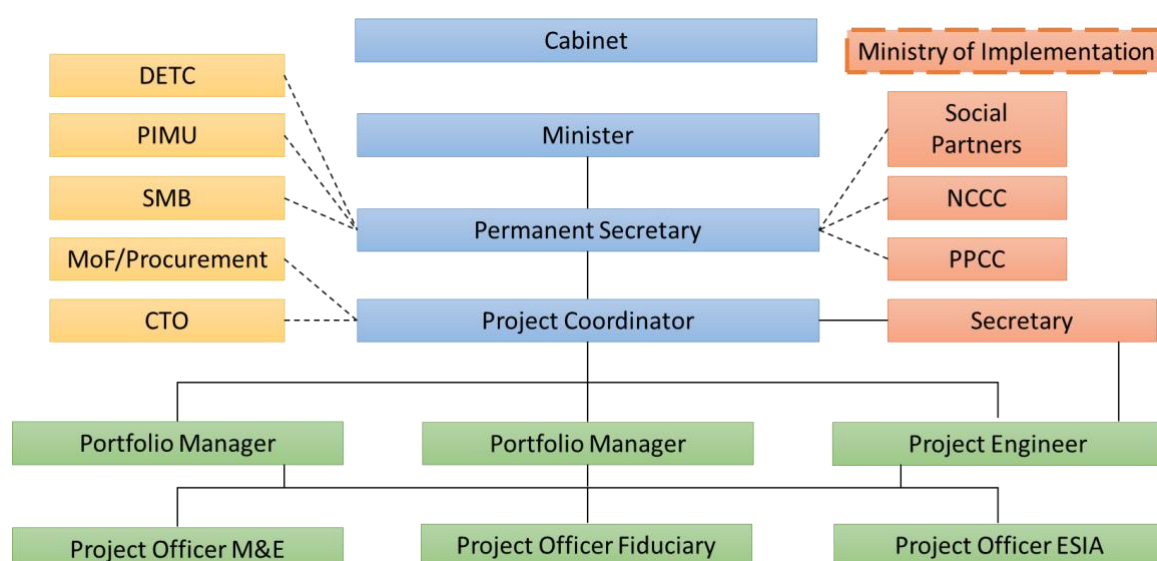 Cabinet
Ministry of Implementation
DETC
Social
Partners
PIMU
Minister
SMB
NCCC
Permanent Secretary
MoF/Procurement
PPCC
CTO
Project Coordinator
Secretary
Portfolio Manager
Portfolio Manager
Project Engineer
Project Officer M&E
Project Officer Fiduciary
Project Officer ESIA